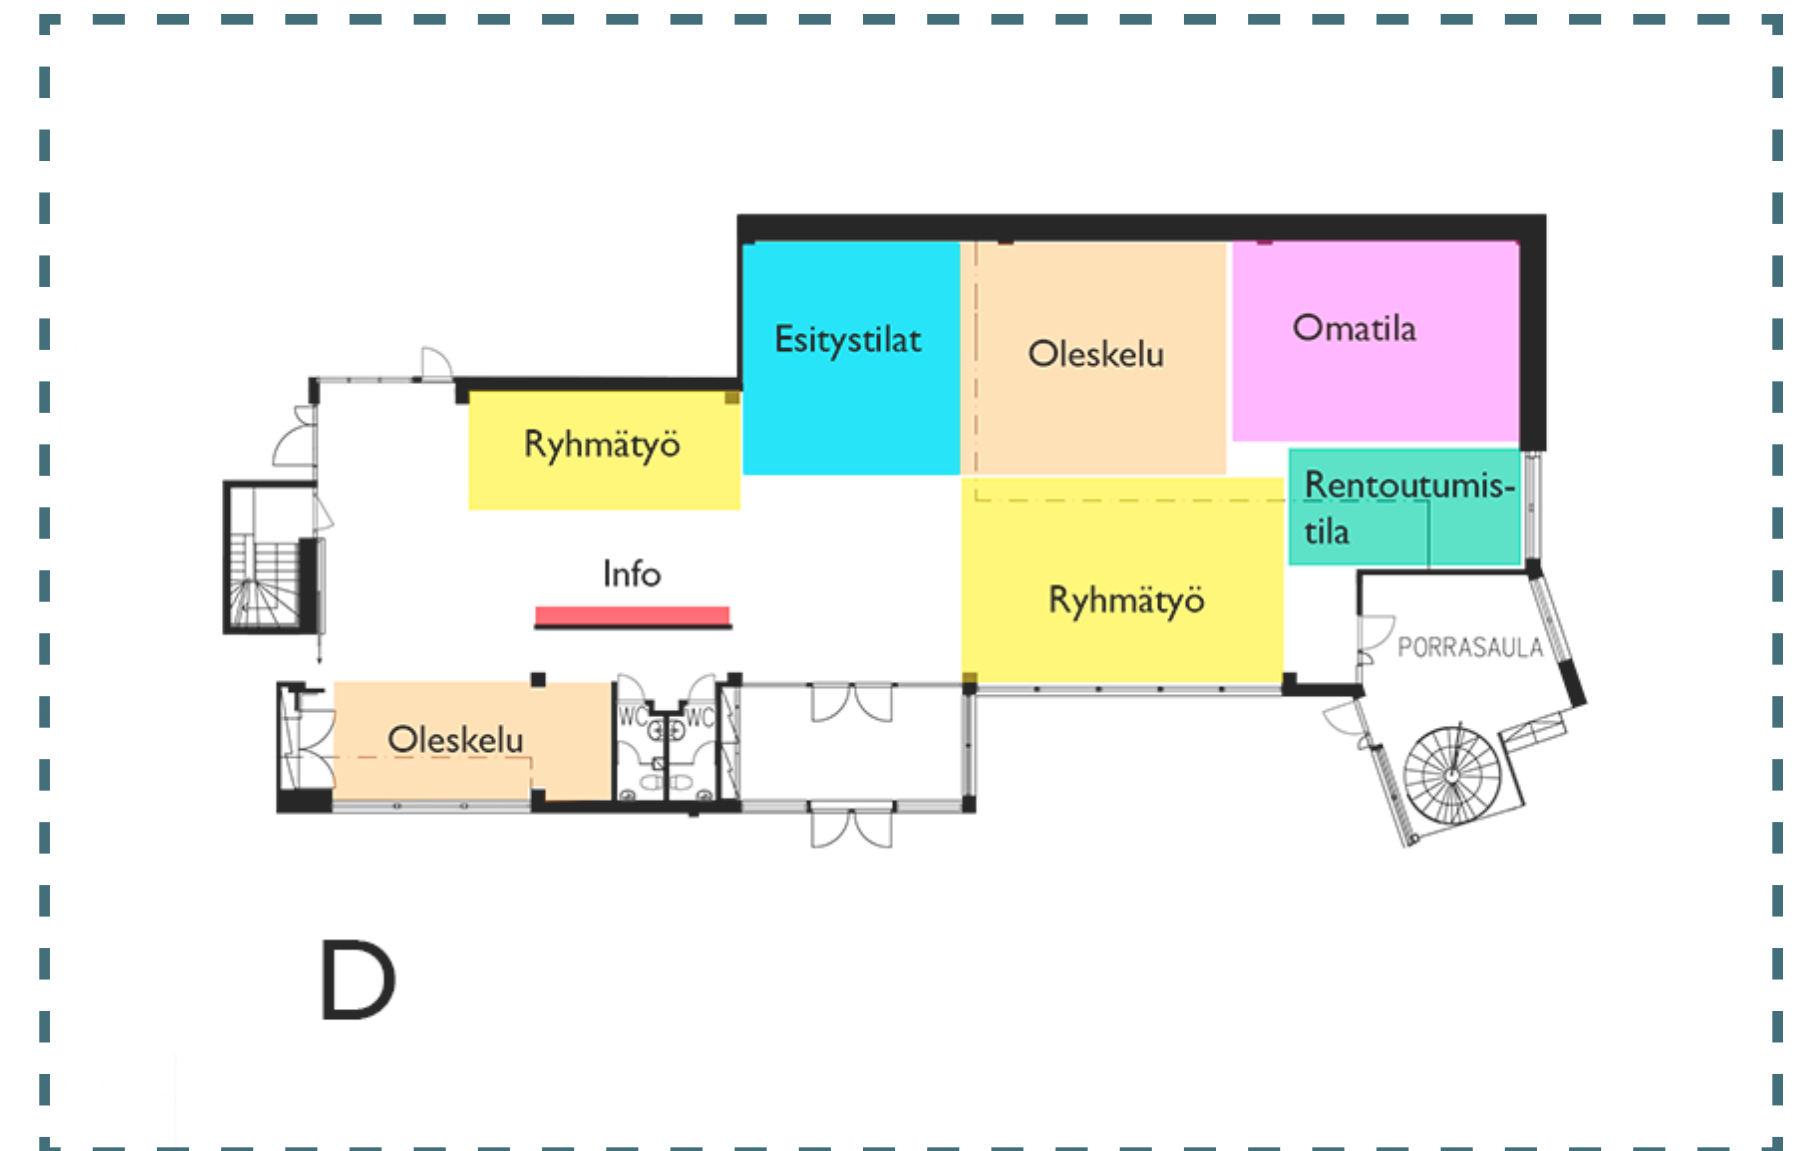 Esitystilat
Oleskelu
Omatila
Ryhmätyö
Rentoutumis-
tila
Info
Ryhmätyö
PORRASAULA
WC
WC
Oleskelu
D